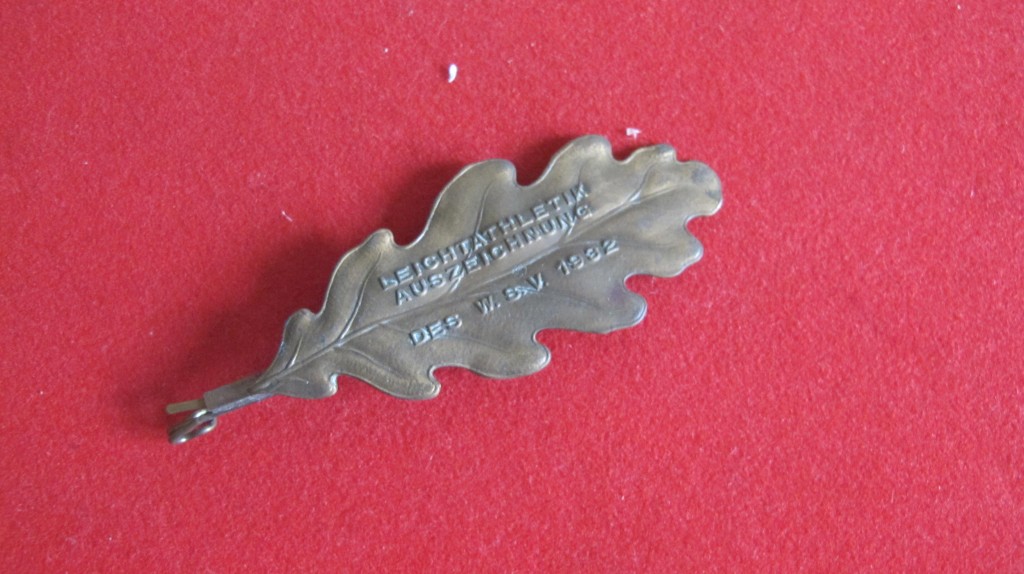 LEICHTATHLETIK
AUSZEICHNUNG
DES W.S.V. 1932